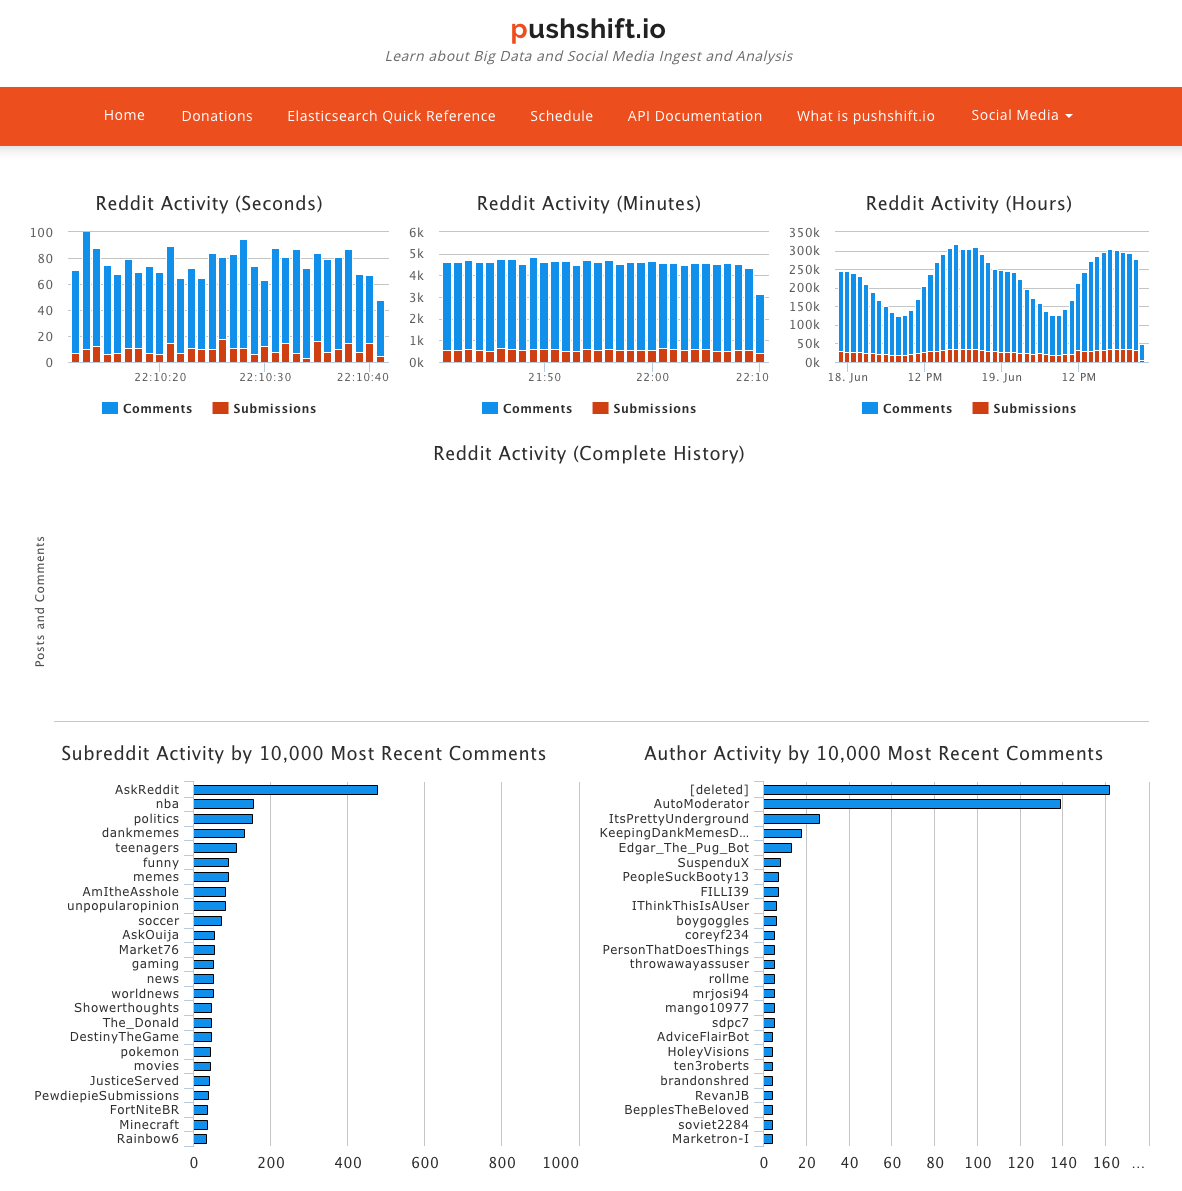 pushshift.io
Learn about Big Data and Social Media Ingest and Analysis
Home Donations Elasticsearch Quick Reference Schedule API Documentation What is pushshift.io Social Media
Reddit Activity (Seconds)
100
80
60
40
20
0
22:10:20 22:10:30 22:10:40
Comments Submissions
Reddit Activity (Minutes)
6k
5k
4k
3k
2k
1k
0k
21:50 22:00 22:10
Comments Submissions
Reddit Activity (Hours)
350k
300k
250k
200k
150k
100k
50k
0k
18. Jun 12 PM 19. Jun 12 PM
Comments Submissions
Reddit Activity (Complete History)
Posts and Comments
Subreddit Activity by 10,000 Most Recent Comments
AskReddit
nba
politics
dankmemes
teenagers
funny
memes
AmItheAsshole
unpopularopinion
soccer
AskOuija
Market76
gaming
news
worldnews
Showerthoughts
The_Donald
DestinyTheGame
pokemon
movies
JusticeServed
PewdiepieSubmissions
FortNiteBR
Minecraft
Rainbow6
0 200 400 600 800 1000
Author Activity by 10,000 Most Recent Comments
[deleted]
AutoModerator
ItsPrettyUnderground
KeepingDankMemesD...
Edgar_The_Pug_Bot
SuspenduX
PeopleSuckBooty13
FILLI39
IThinkThisIsAUser
boygoggles
coreyf234
PersonThatDoesThings
throwawayassuser
rollme
mrjosi94
mango10977
sdpc7
AdviceFlairBot
HoleyVisions
ten3roberts
brandonshred
RevanJB
BepplesTheBeloved
soviet2284
Marketron-I
0 20 40 60 80 100 120 140 160 ...